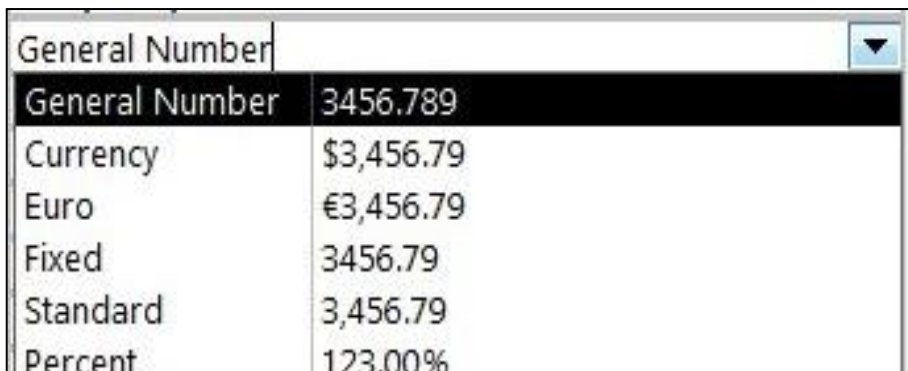 General Number
General Number 3456.789
Currency $3,456.79
Euro €3,456.79
Fixed 3456.79
Standard 3,456.79
Percent 123.00%